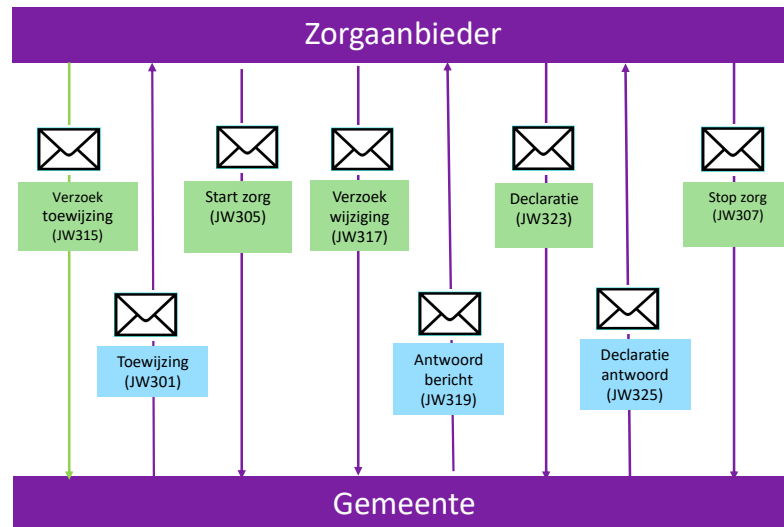 Zorgaanbieder
Verzoek
toewijzing
(JW315)
Start zorg
(JW305)
Verzoek
wijziging
(JW317)
Declaratie
(JW323)
Stop zorg
(JW307)
Toewijzing
(JW301)
Antwoord
bericht
(JW319)
Declaratie
antwoord
(JW325)
Gemeente